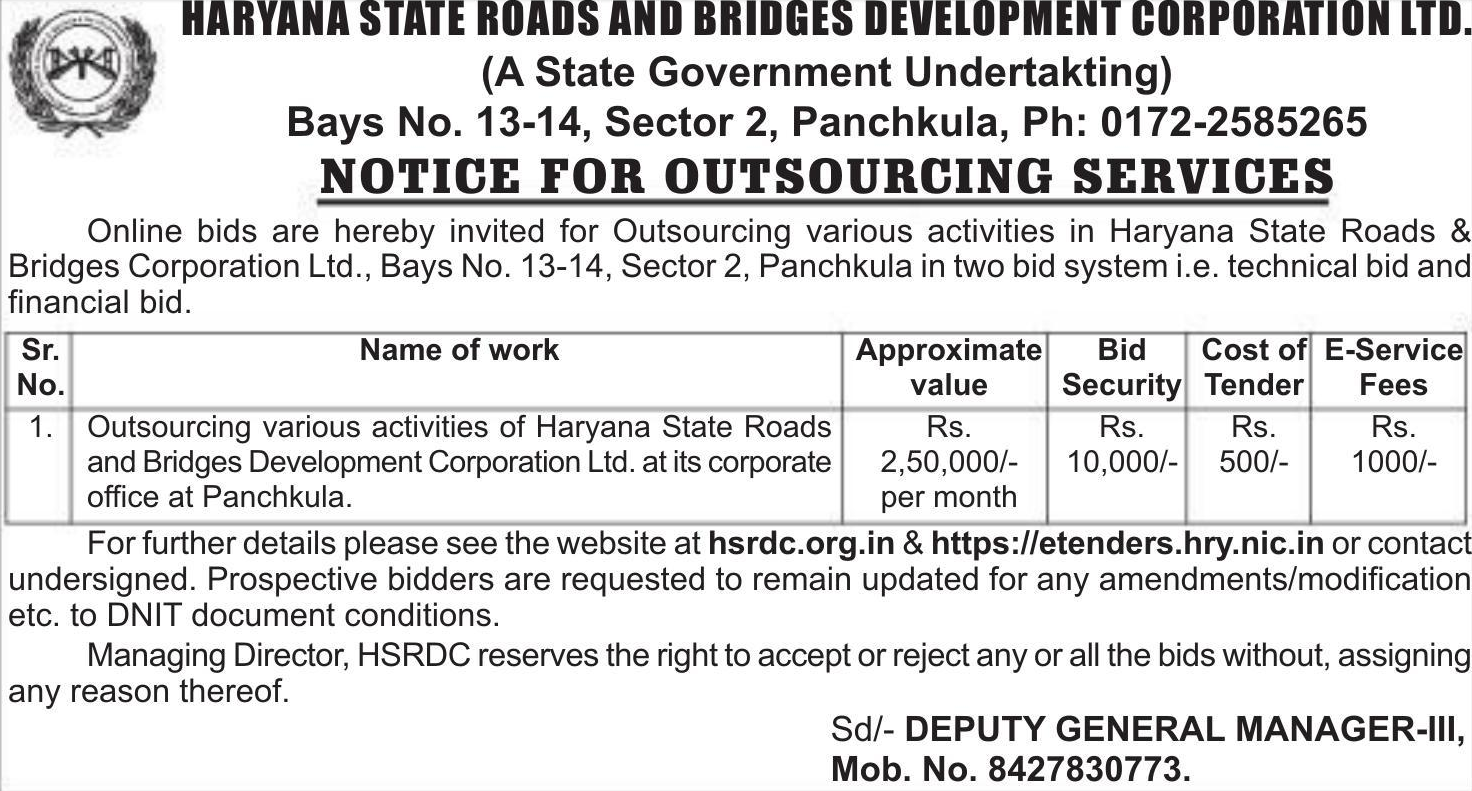 HARYANA STATE ROADS AND BRIDGES DEVELOPMENT CORPORATION LTD.
(A State Government Undertakting)
Bays No. 13-14, Sector 2, Panchkula, Ph: 0172-2585265
NOTICE FOR OUTSOURCING SERVICES
Online bids are hereby invited for Outsourcing various activities in Haryana State Roads &
Bridges Corporation Ltd., Bays No. 13-14, Sector 2, Panchkula in two bid system i.e. technical bid and
financial bid.
Sr. Name of work Approximate Bid Cost of E-Service
No. value Security Tender Fees
1. Outsourcing various activities of Haryana State Roads Rs. Rs. Rs. Rs.
and Bridges Development Corporation Ltd. at its corporate 2,50,000/- 10,000/- 500/- 1000/-
office at Panchkula. per month
For further details please see the website at hsrdc.org.in & https://etenders.hry.nic.in or contact
undersigned. Prospective bidders are requested to remain updated for any amendments/modification
etc. to DNIT document conditions.
Managing Director, HSRDC reserves the right to accept or reject any or all the bids without, assigning
any reason thereof.
Sd/- DEPUTY GENERAL MANAGER-III,
Mob. No. 8427830773.